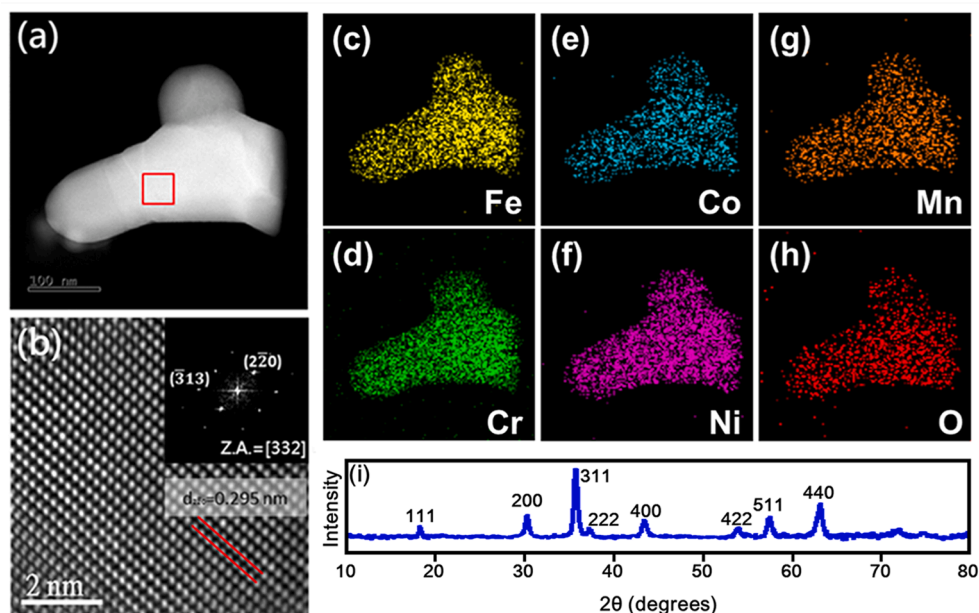 (a)
100 nm
(b)
(3̅13)
(22̅0)
Z.A.=[332]
=0.295 nm
2 nm
(c)
Fe
(e)
Co
(g)
Mn
(d)
Cr
(f)
Ni
(h)
O
(i)
Intensity
111
200
311
222
400
422
511
440
10
20
30
40
50
60
70
80
2θ (degrees)